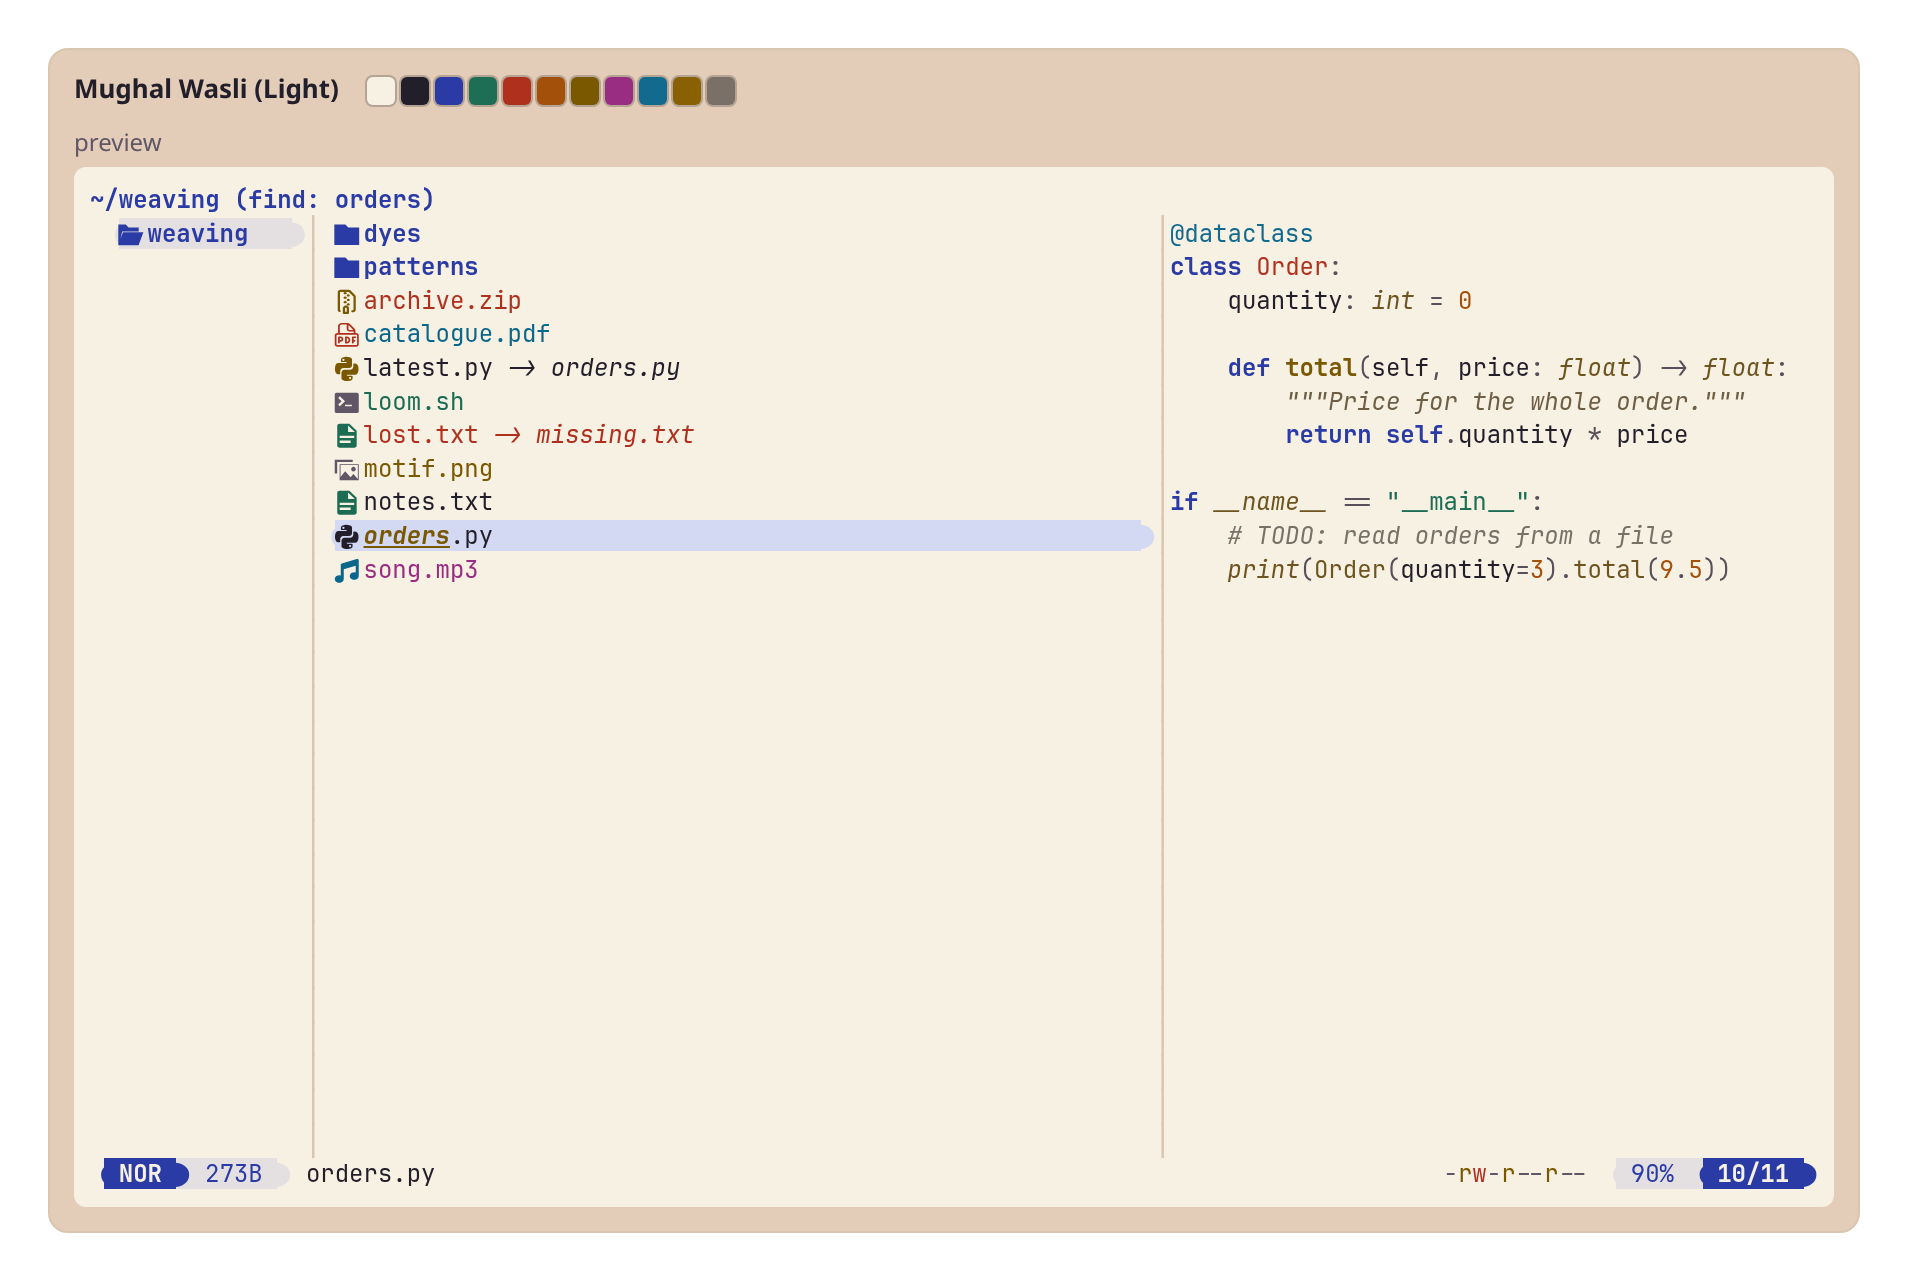 Mughal Wasli (Light)
preview
~/weaving (find: orders)
weaving
dyes
patterns
archive.zip
catalogue.pdf
latest.py -> orders.py
loom.sh
lost.txt -> missing.txt
motif.png
notes.txt
orders.py
song.mp3
@dataclass
class Order:
    quantity: int = 0
    def total(self, price: float) -> float:
        """Price for the whole order."""
        return self.quantity * price
if __name__ == "__main__":
    # TODO: read orders from a file
    print(Order(quantity=3).total(9.5))
NOR 273B orders.py -rw-r--r-- 90% 10/11